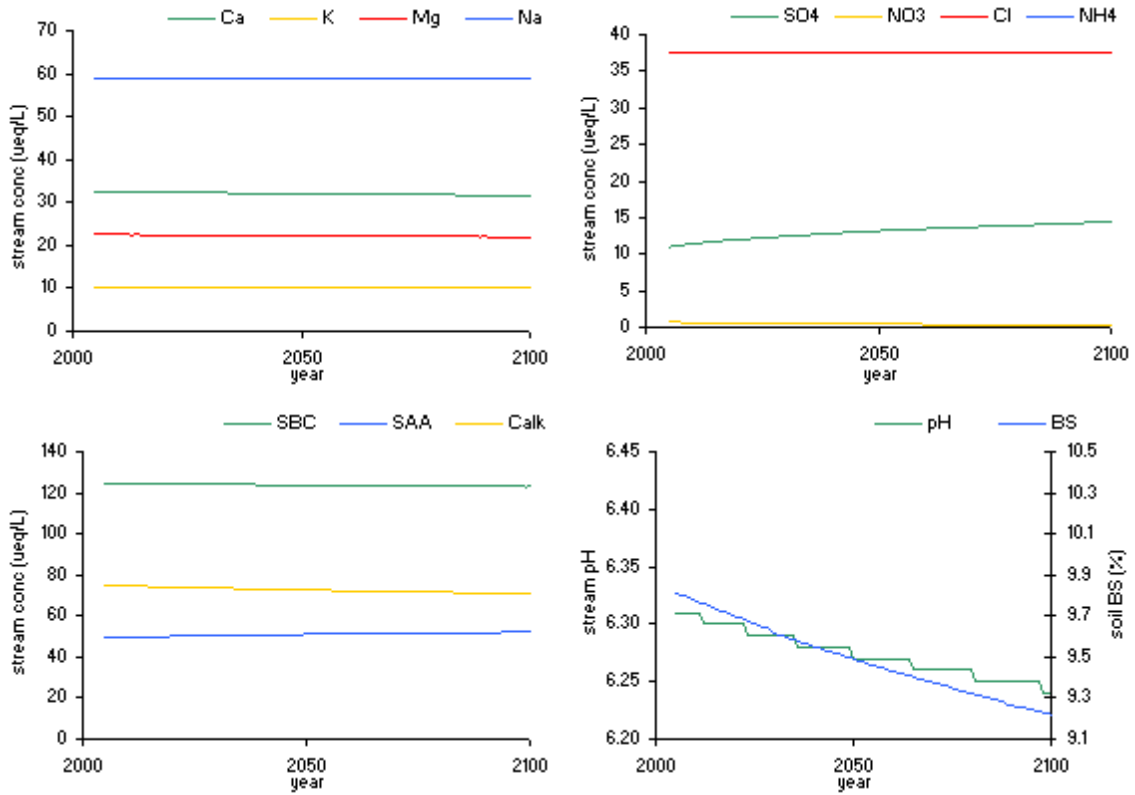 Ca K Mg Na
70
60
50
40
30
20
10
0
stream conc (ueq/L)
2000 2050 2100
year
SO4 NO3 Cl NH4
40
35
30
25
20
15
10
5
0
stream conc (ueq/L)
2000 2050 2100
year
SBC SAA Calk
140
120
100
80
60
40
20
0
stream conc (ueq/L)
2000 2050 2100
year
pH BS
6.45
6.40
6.35
6.30
6.25
6.20
stream pH
10.5
10.3
10.1
9.9
9.7
9.5
9.3
9.1
soil BS (%)
2000 2050 2100
year